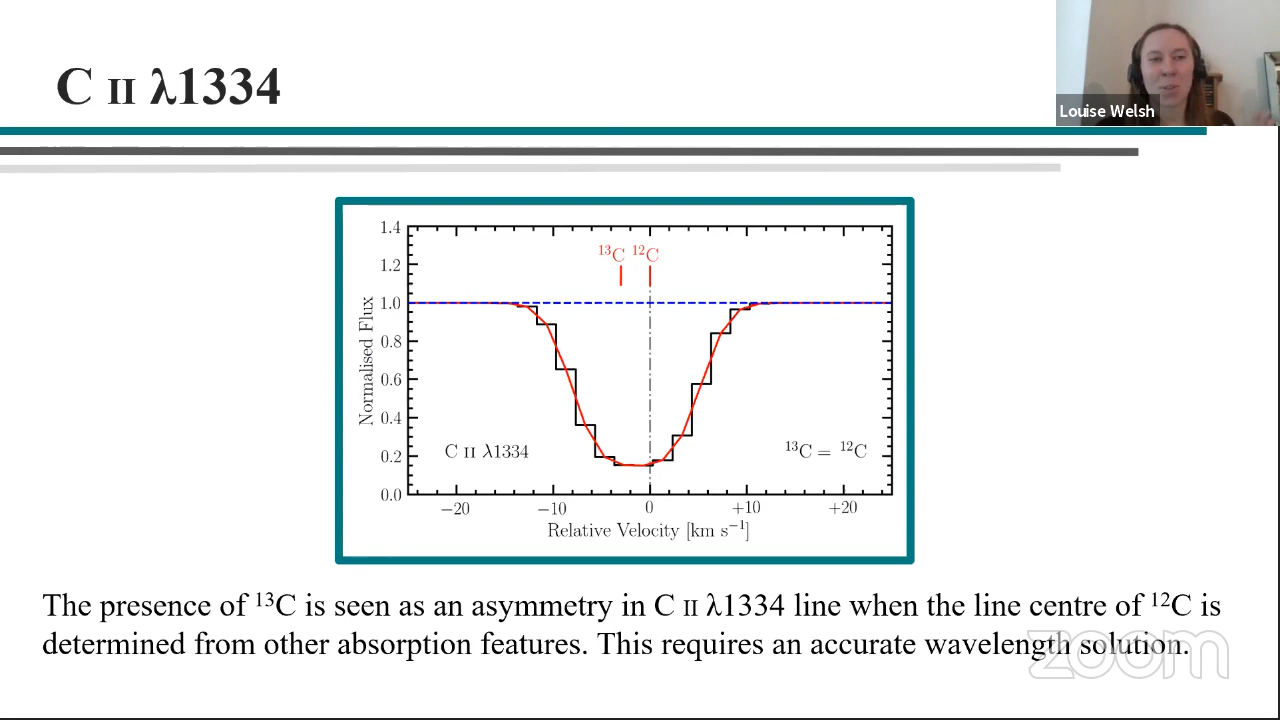 C II λ1334
Louise Welsh
1.4
1.2
1.0
0.8
0.6
0.4
0.2
0.0
Normalised Flux
¹³C ¹²C
C II λ1334
¹³C = ¹²C
−20 −10 0 +10 +20
Relative Velocity [km s⁻¹]
The presence of ¹³C is seen as an asymmetry in C II λ1334 line when the line centre of ¹²C is
determined from other absorption features. This requires an accurate wavelength solution.
zoom